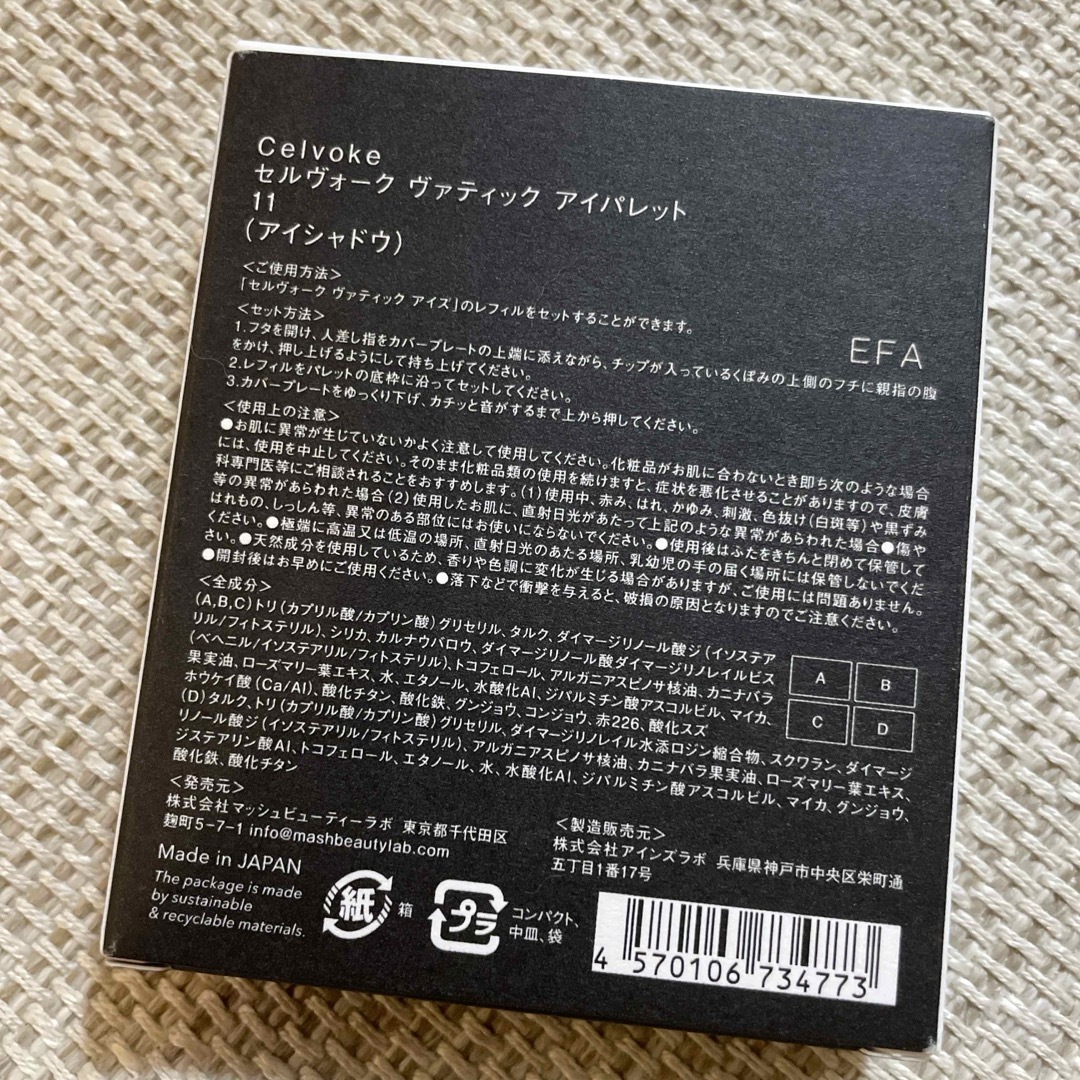 Celvoke
セルヴォーク ヴァティック アイパレット
11
(アイシャドウ)
<ご使用方法>
「セルヴォーク ヴァティック アイズ」のレフィルをセットすることができます。
<セット方法>
1.フタを開け、人差し指をカバープレートの上端に添えながら、チップが入っているくぼみの上側のフチに親指の腹
をかけ、押し上げるようにして持ち上げてください。
2.レフィルをパレットの底枠に沿ってセットしてください。
3.カバープレートをゆっくり下げ、カチッと音がするまで上から押してください。
EFA
<使用上の注意>
●お肌に異常が生じていないかよく注意して使用してください。化粧品がお肌に合わないとき即ち次のような場合
には、使用を中止してください。そのまま化粧品類の使用を続けますと、症状を悪化させることがありますので、皮膚
科専門医等にご相談されることをおすすめします。(1)使用中、赤み、はれ、かゆみ、刺激、色抜け(白斑等)や黒ずみ
等の異常があらわれた場合(2)使用したお肌に、直射日光があたって上記のような異常があらわれた場合●傷や
はれもの、しっしん等、異常のある部位にはお使いにならないでください。●使用後はふたをきちんと閉めて保管して
ください。●極端に高温又は低温の場所、直射日光のあたる場所、乳幼児の手の届く場所には保管しないでくだ
さい。●天然成分を使用しているため、香りや色調に変化が生じる場合がありますが、ご使用には問題ありません。
●開封後はお早めにご使用ください。●落下などで衝撃を与えると、破損の原因となりますのでご注意ください。
<全成分>
(A,B,C)トリ(カプリル酸/カプリン酸)グリセリル、タルク、ダイマージリノール酸ジ(イソステア
リル/フィトステリル)、シリカ、カルナウバロウ、ダイマージリノール酸ダイマージリノレイルビス
(ベヘニル/イソステアリル/フィトステリル)、トコフェロール、アルガニアスピノサ核油、カニナバラ
果実油、ローズマリー葉エキス、水、エタノール、水酸化Al、ジパルミチン酸アスコルビル、マイカ、
ホウケイ酸(Ca/Al)、酸化チタン、酸化鉄、グンジョウ、コンジョウ、赤226、酸化スズ
(D)タルク、トリ(カプリル酸/カプリン酸)グリセリル、ダイマージリノレイル水添ロジン縮合物、スクワラン、ダイマージ
リノール酸ジ(イソステアリル/フィトステリル)、アルガニアスピノサ核油、カニナバラ果実油、ローズマリー葉エキス、
ジステアリン酸Al、トコフェロール、エタノール、水、水酸化Al、ジパルミチン酸アスコルビル、マイカ、グンジョウ、
酸化鉄、酸化チタン
A B
C D
<発売元>
株式会社マッシュビューティーラボ 東京都千代田区
麹町5-7-1 info@mashbeautylab.com
<製造販売元>
株式会社アインズラボ 兵庫県神戸市中央区栄町通
五丁目1番17号
Made in JAPAN
The package is made
by sustainable
& recyclable materials.
紙 箱
プラ コンパクト、
中皿、袋
4 570106 734773